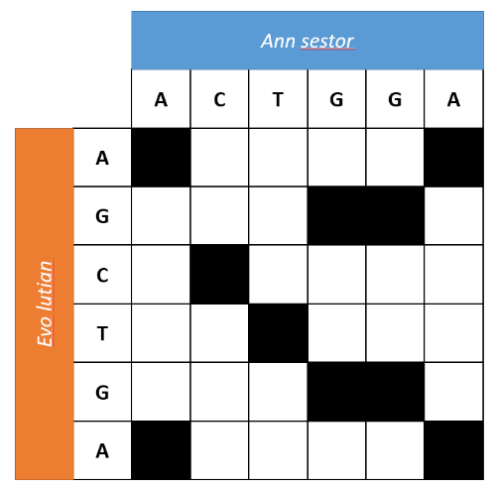 Ann sestor
A C T G G A
Evo lutian
A
G
C
T
G
A